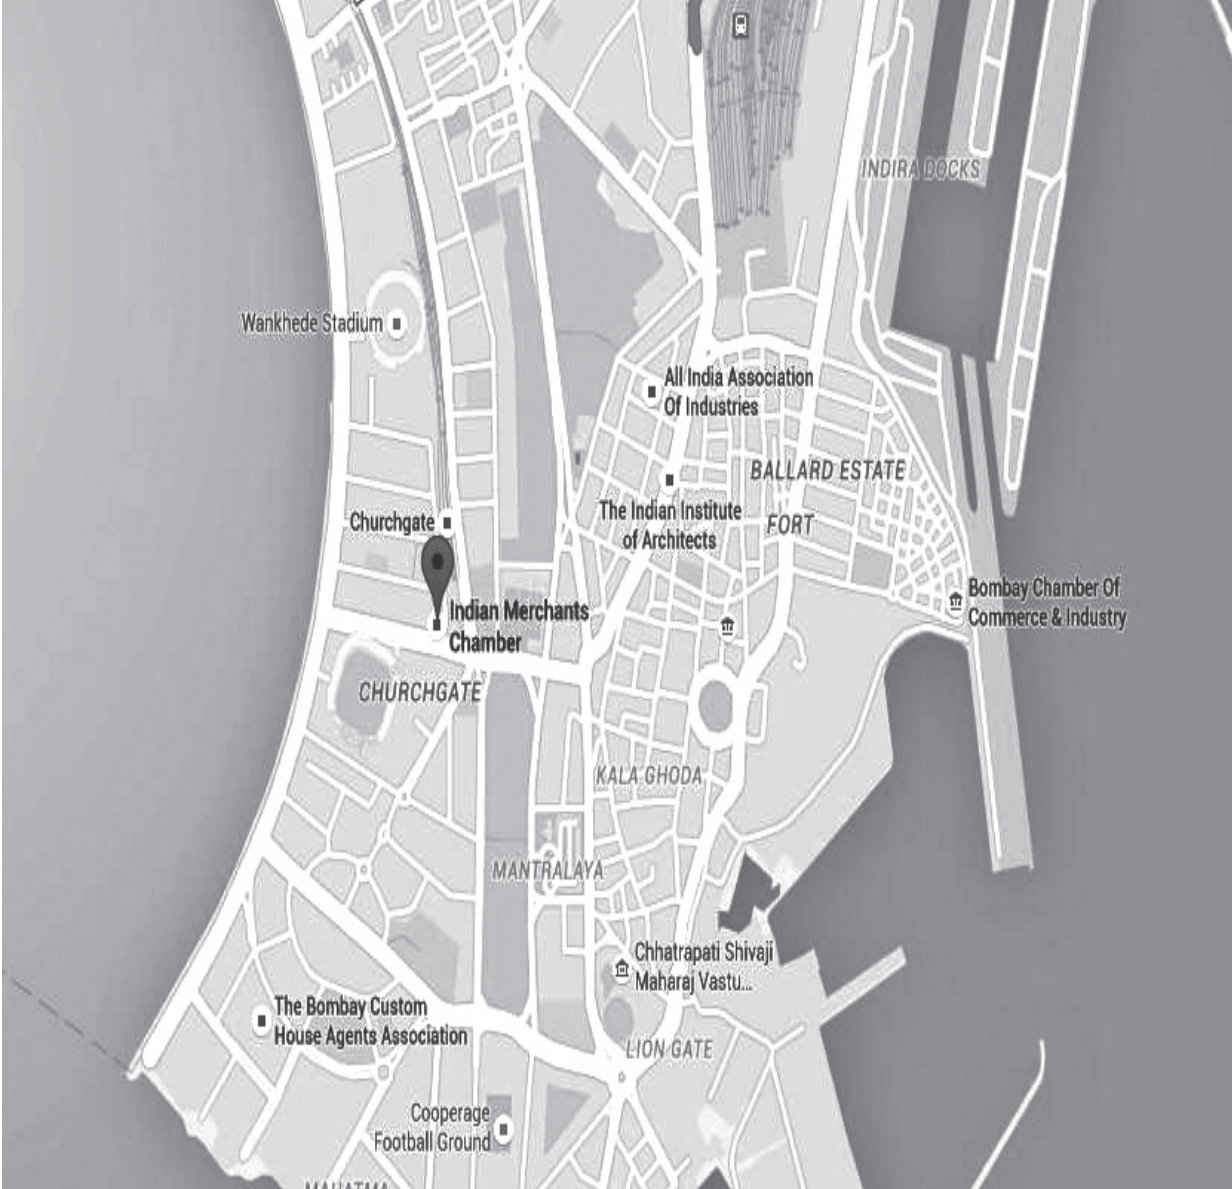 INDIRA DOCKS
Wankhede Stadium
All India Association
Of Industries
BALLARD ESTATE
The Indian Institute
of Architects
FORT
Churchgate
Indian Merchants
Chamber
Bombay Chamber Of
Commerce & Industry
CHURCHGATE
KALA GHODA
MANTRALAYA
Chhatrapati Shivaji
Maharaj Vastu...
The Bombay Custom
House Agents Association
LION GATE
Cooperage
Football Ground